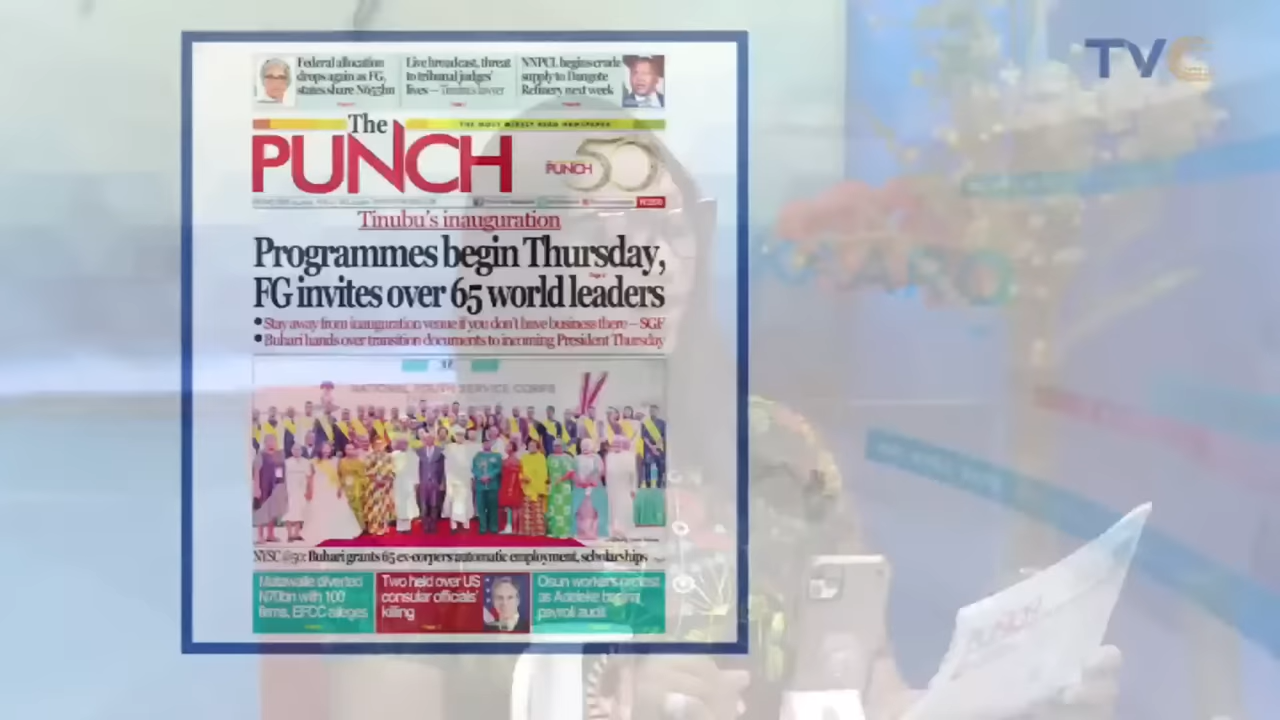 TVC
Federal allocation
drops again as FG,
states share N655bn
Live broadcast, threat
to tribunal judges'
lives – Tinubu's lawyer
NNPCL begins crude
supply to Dangote
Refinery next week
THE MOST WIDELY READ NEWSPAPER
The
PUNCH
PUNCH 50
Tinubu's inauguration
Programmes begin Thursday,
FG invites over 65 world leaders
• Stay away from inauguration venue if you don't have business there – SGF
• Buhari hands over transition documents to incoming President Thursday
NATIONAL YOUTH SERVICE CORPS
NYSC @50: Buhari grants 65 ex-corpers automatic employment, scholarships
Matawalle diverted
N70bn with 100
firms, EFCC alleges
Two held over US
consular officials'
killing
Osun workers protest
as Adeleke begins
payroll audit
PUNCH